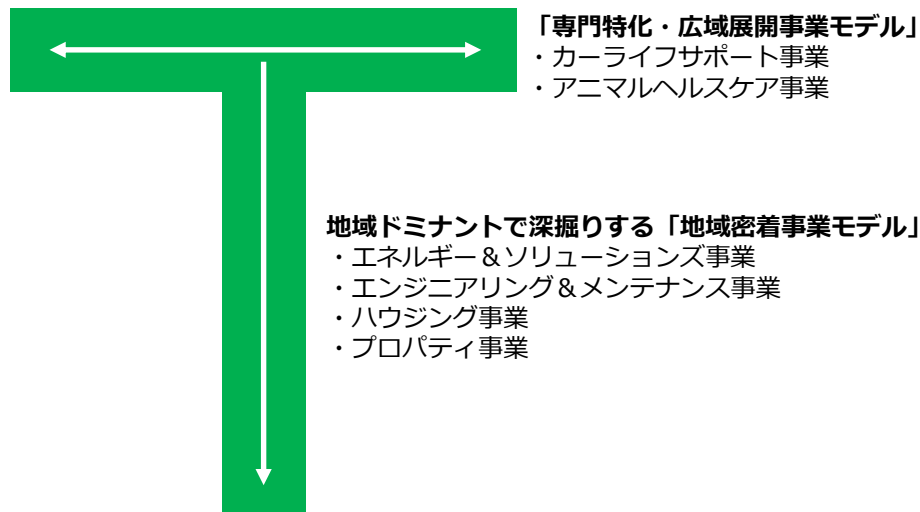 「専門特化・広域展開事業モデル」
・カーライフサポート事業
・アニマルヘルスケア事業
地域ドミナントで深掘りする「地域密着事業モデル」
・エネルギー＆ソリューションズ事業
・エンジニアリング＆メンテナンス事業
・ハウジング事業
・プロパティ事業